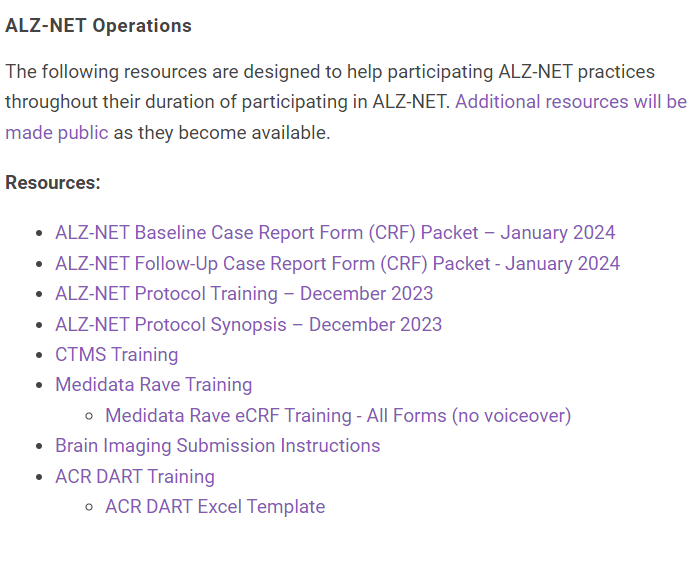 ALZ-NET Operations
The following resources are designed to help participating ALZ-NET practices
throughout their duration of participating in ALZ-NET. Additional resources will be
made public as they become available.
Resources:
• ALZ-NET Baseline Case Report Form (CRF) Packet – January 2024
• ALZ-NET Follow-Up Case Report Form (CRF) Packet - January 2024
• ALZ-NET Protocol Training – December 2023
• ALZ-NET Protocol Synopsis – December 2023
• CTMS Training
• Medidata Rave Training
◦ Medidata Rave eCRF Training - All Forms (no voiceover)
• Brain Imaging Submission Instructions
• ACR DART Training
◦ ACR DART Excel Template